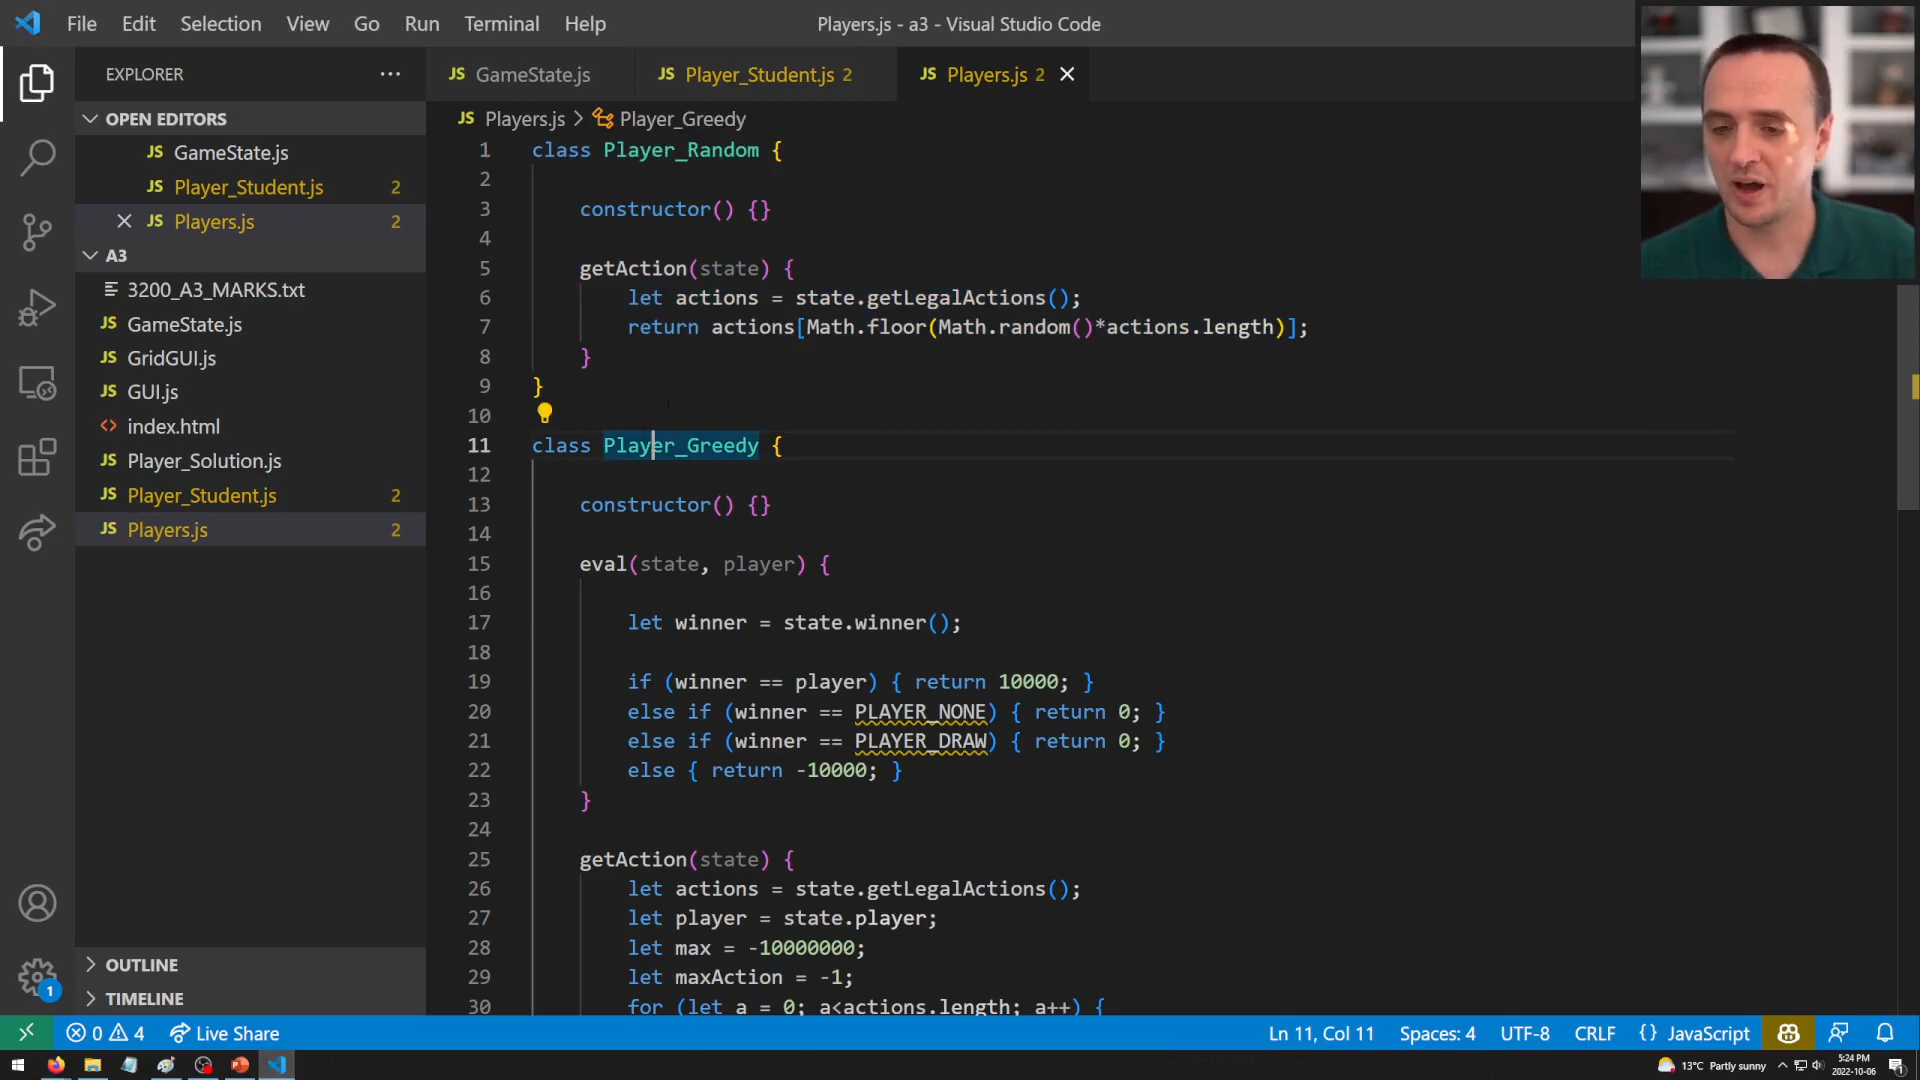 File Edit Selection View Go Run Terminal Help
Players.js - a3 - Visual Studio Code
EXPLORER ···
JS GameState.js
JS Player_Student.js 2
JS Players.js 2
OPEN EDITORS
JS GameState.js
JS Player_Student.js 2
JS Players.js 2
A3
3200_A3_MARKS.txt
JS GameState.js
JS GridGUI.js
JS GUI.js
<> index.html
JS Player_Solution.js
JS Player_Student.js 2
JS Players.js 2
OUTLINE
TIMELINE
JS Players.js > Player_Greedy
1 class Player_Random {
2
3 constructor() {}
4
5 getAction(state) {
6 let actions = state.getLegalActions();
7 return actions[Math.floor(Math.random()*actions.length)];
8 }
9 }
10
11 class Player_Greedy {
12
13 constructor() {}
14
15 eval(state, player) {
16
17 let winner = state.winner();
18
19 if (winner == player) { return 10000; }
20 else if (winner == PLAYER_NONE) { return 0; }
21 else if (winner == PLAYER_DRAW) { return 0; }
22 else { return -10000; }
23 }
24
25 getAction(state) {
26 let actions = state.getLegalActions();
27 let player = state.player;
28 let max = -10000000;
29 let maxAction = -1;
30 for (let a = 0; a<actions.length; a++) {
1
0 4 Live Share
Ln 11, Col 11 Spaces: 4 UTF-8 CRLF {} JavaScript
13°C Partly sunny
5:24 PM
2022-10-06
1